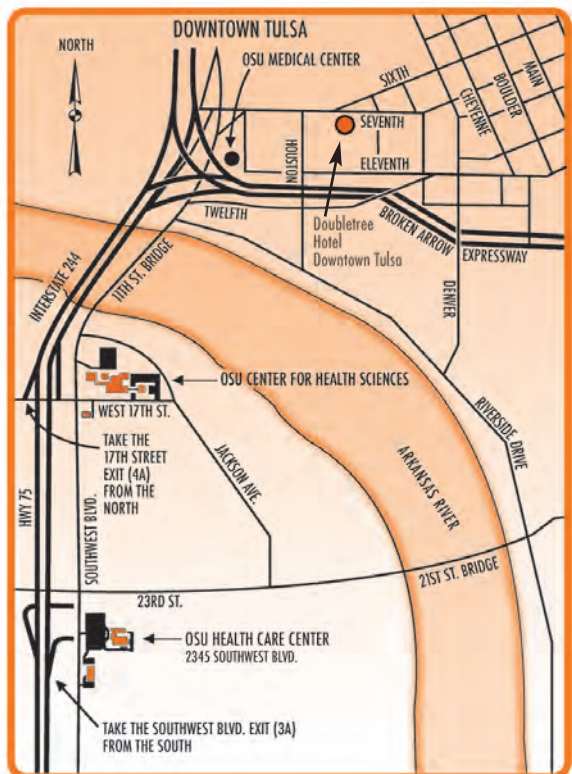 DOWNTOWN TULSA
NORTH
OSU MEDICAL CENTER
SIXTH
MAIN
BOULDER
CHEYENNE
SEVENTH
HOUSTON
ELEVENTH
TWELFTH
BROKEN ARROW
EXPRESSWAY
Doubletree
Hotel
Downtown Tulsa
INTERSTATE 244
11TH ST. BRIDGE
DENVER
OSU CENTER FOR HEALTH SCIENCES
WEST 17TH ST.
TAKE THE
17TH STREET
EXIT (4A)
FROM THE
NORTH
JACKSON AVE.
RIVERSIDE DRIVE
ARKANSAS RIVER
HWY 75
SOUTHWEST BLVD.
21ST ST. BRIDGE
23RD ST.
OSU HEALTH CARE CENTER
2345 SOUTHWEST BLVD.
TAKE THE SOUTHWEST BLVD. EXIT (3A)
FROM THE SOUTH